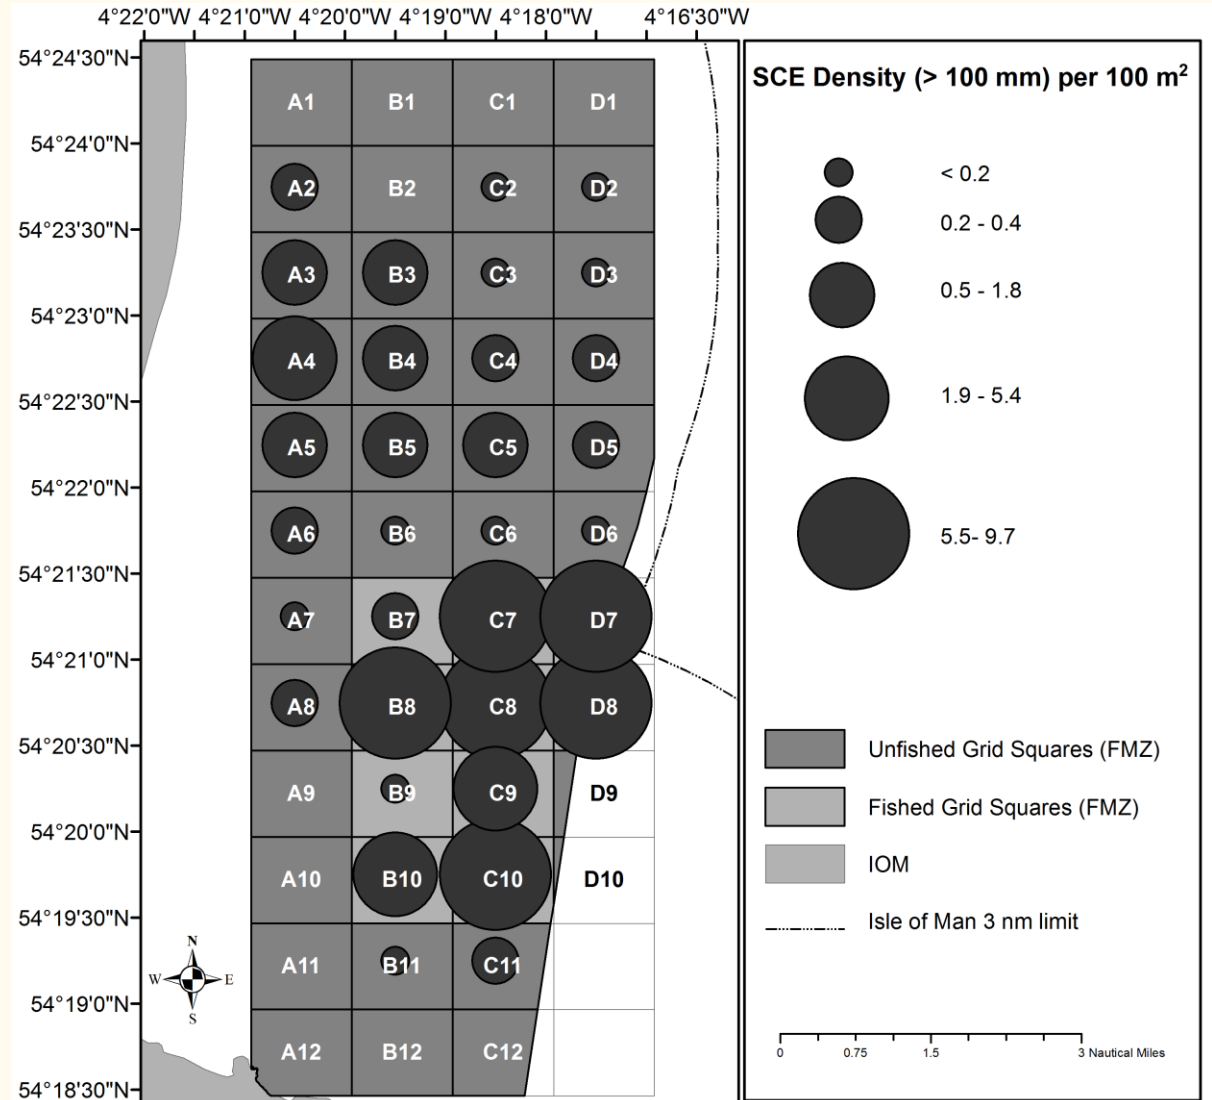 4°22'0"W 4°21'0"W 4°20'0"W 4°19'0"W 4°18'0"W 4°16'30"W
54°24'30"N
54°24'0"N
54°23'30"N
54°23'0"N
54°22'30"N
54°22'0"N
54°21'30"N
54°21'0"N
54°20'30"N
54°20'0"N
54°19'30"N
54°19'0"N
54°18'30"N
A1 B1 C1 D1
A2 B2 C2 D2
A3 B3 C3 D3
A4 B4 C4 D4
A5 B5 C5 D5
A6 B6 C6 D6
A7 B7 C7 D7
A8 B8 C8 D8
A9 B9 C9 D9
A10 B10 C10 D10
A11 B11 C11
A12 B12 C12
N
W E
S
SCE Density (> 100 mm) per 100 m²
< 0.2
0.2 - 0.4
0.5 - 1.8
1.9 - 5.4
5.5- 9.7
Unfished Grid Squares (FMZ)
Fished Grid Squares (FMZ)
IOM
Isle of Man 3 nm limit
0 0.75 1.5 3 Nautical Miles